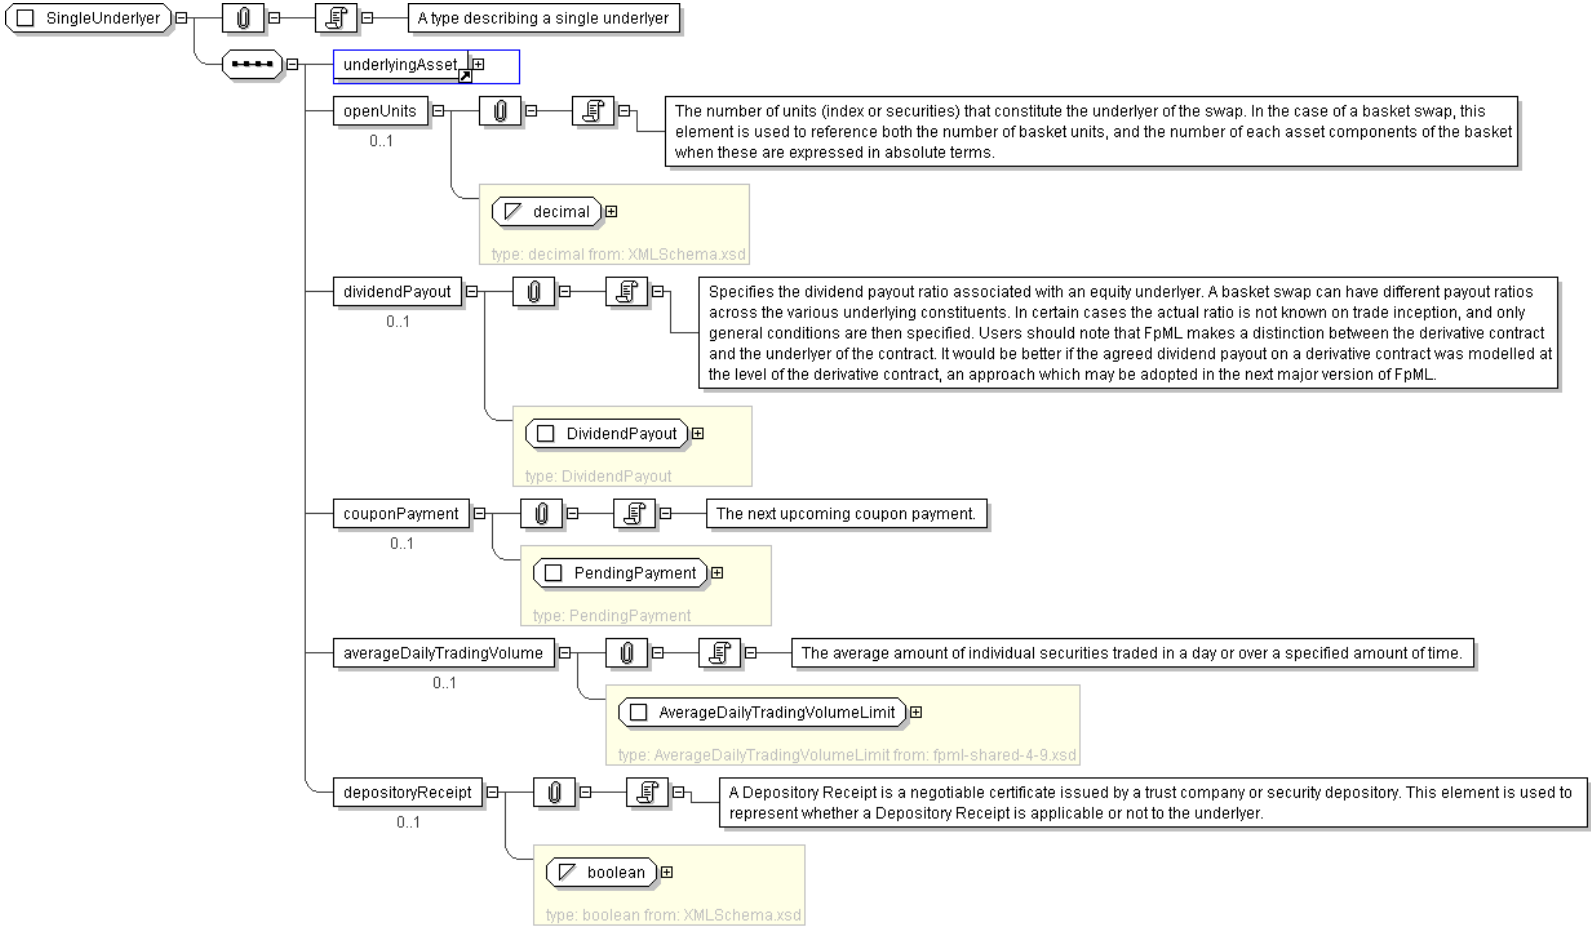 SingleUnderlyer
A type describing a single underlyer
underlyingAsset
openUnits
0..1
The number of units (index or securities) that constitute the underlyer of the swap. In the case of a basket swap, this
element is used to reference both the number of basket units, and the number of each asset components of the basket
when these are expressed in absolute terms.
decimal
type: decimal from: XMLSchema.xsd
dividendPayout
0..1
Specifies the dividend payout ratio associated with an equity underlyer. A basket swap can have different payout ratios
across the various underlying constituents. In certain cases the actual ratio is not known on trade inception, and only
general conditions are then specified. Users should note that FpML makes a distinction between the derivative contract
and the underlyer of the contract. It would be better if the agreed dividend payout on a derivative contract was modelled at
the level of the derivative contract, an approach which may be adopted in the next major version of FpML.
DividendPayout
type: DividendPayout
couponPayment
0..1
The next upcoming coupon payment.
PendingPayment
type: PendingPayment
averageDailyTradingVolume
0..1
The average amount of individual securities traded in a day or over a specified amount of time.
AverageDailyTradingVolumeLimit
type: AverageDailyTradingVolumeLimit from: fpml-shared-4-9.xsd
depositoryReceipt
0..1
A Depository Receipt is a negotiable certificate issued by a trust company or security depository. This element is used to
represent whether a Depository Receipt is applicable or not to the underlyer.
boolean
type: boolean from: XMLSchema.xsd